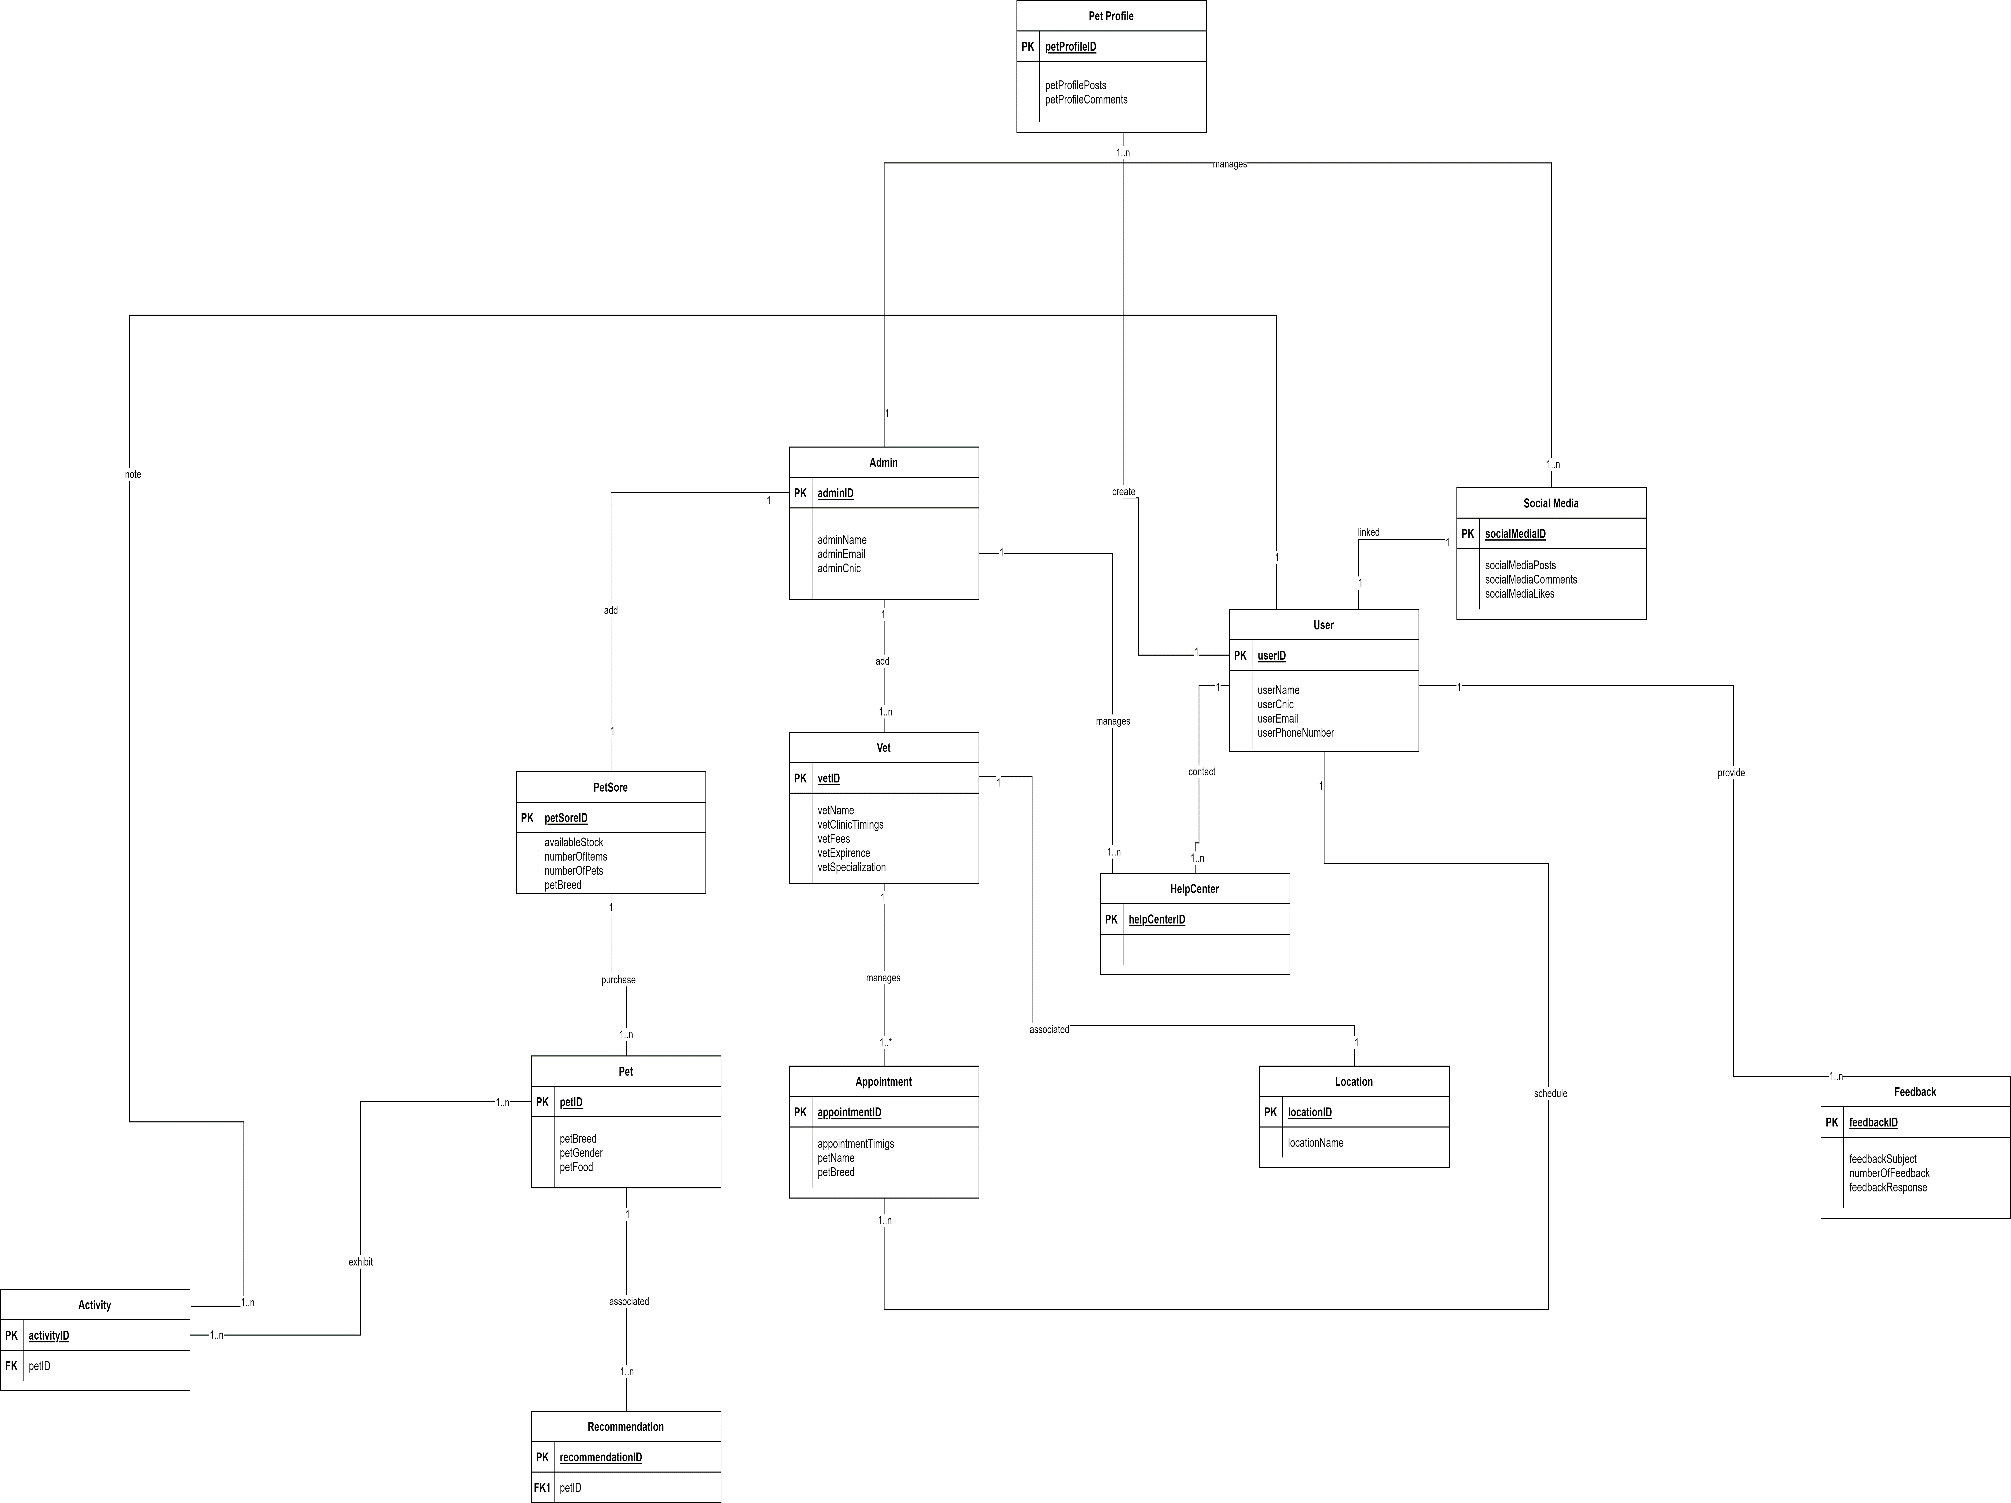 Pet Profile
PK petProfileID
petProfilePosts
petProfileComments
1..n
manages
1
1..n
note
Admin
PK adminID
adminName
adminEmail
adminCnic
1
1
1
add
create
Social Media
PK socialMediaID
socialMediaPosts
socialMediaComments
socialMediaLikes
linked
1
1
1
User
PK userID
userName
userCnic
userEmail
userPhoneNumber
1
1
1
1
add
1..n
1
manages
contact
provide
1..n
1..n
PetSore
PK petSoreID
availableStock
numberOfItems
numberOfPets
petBreed
1
purchase
1..n
Vet
PK vetID
vetName
vetClinicTimings
vetFees
vetExpirence
vetSpecialization
1
1
manages
1..*
HelpCenter
PK helpCenterID
associated
1
Pet
PK petID
petBreed
petGender
petFood
1..n
1
Appointment
PK appointmentID
appointmentTimigs
petName
petBreed
1..n
Location
PK locationID
locationName
schedule
1..n
Feedback
PK feedbackID
feedbackSubject
numberOfFeedback
feedbackResponse
exhibit
associated
1..n
Activity
PK activityID
FK petID
1..n
1..n
Recommendation
PK recommendationID
FK1 petID